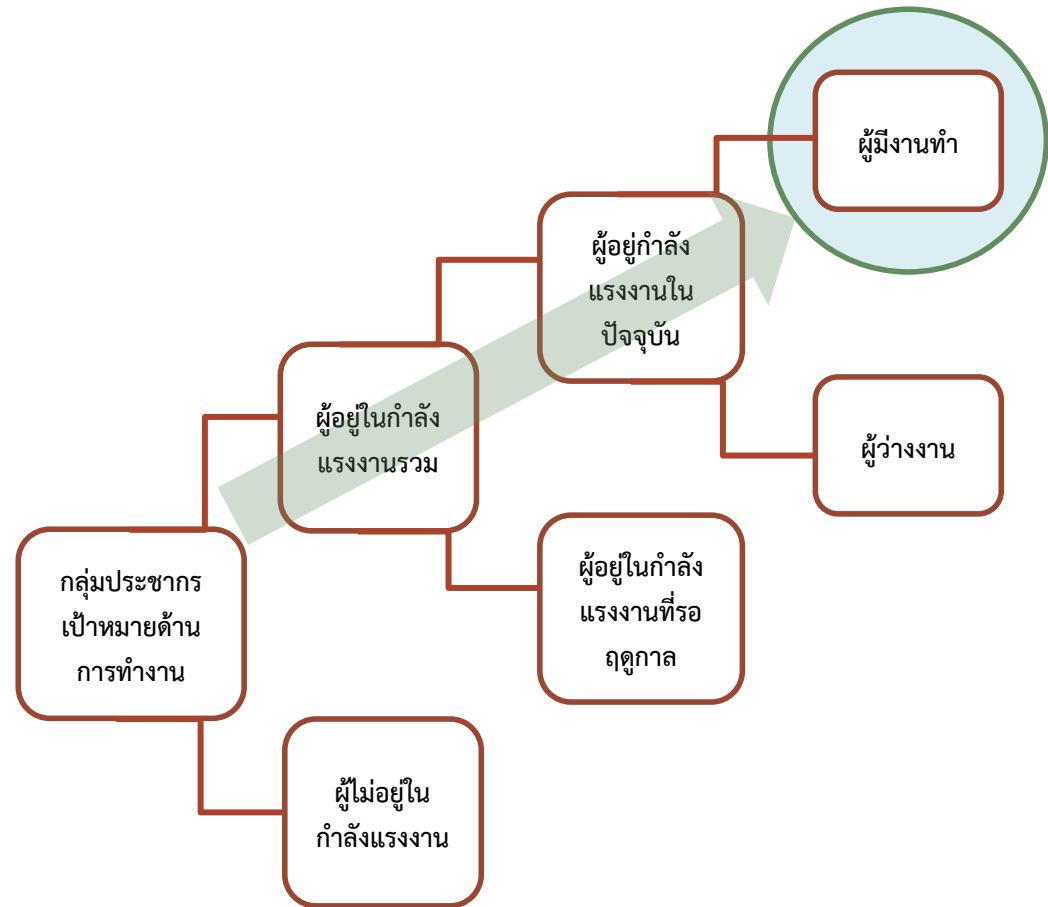 ผู้มีงานทำ
ผู้อยู่กำลัง
แรงงานใน
ปัจจุบัน
ผู้อยู่ในกำลัง
แรงงานรวม
ผู้ว่างงาน
กลุ่มประชากร
เป้าหมายด้าน
การทำงาน
ผู้อยู่ในกำลัง
แรงงานที่รอ
ฤดูกาล
ผู้ไม่อยู่ใน
กำลังแรงงาน